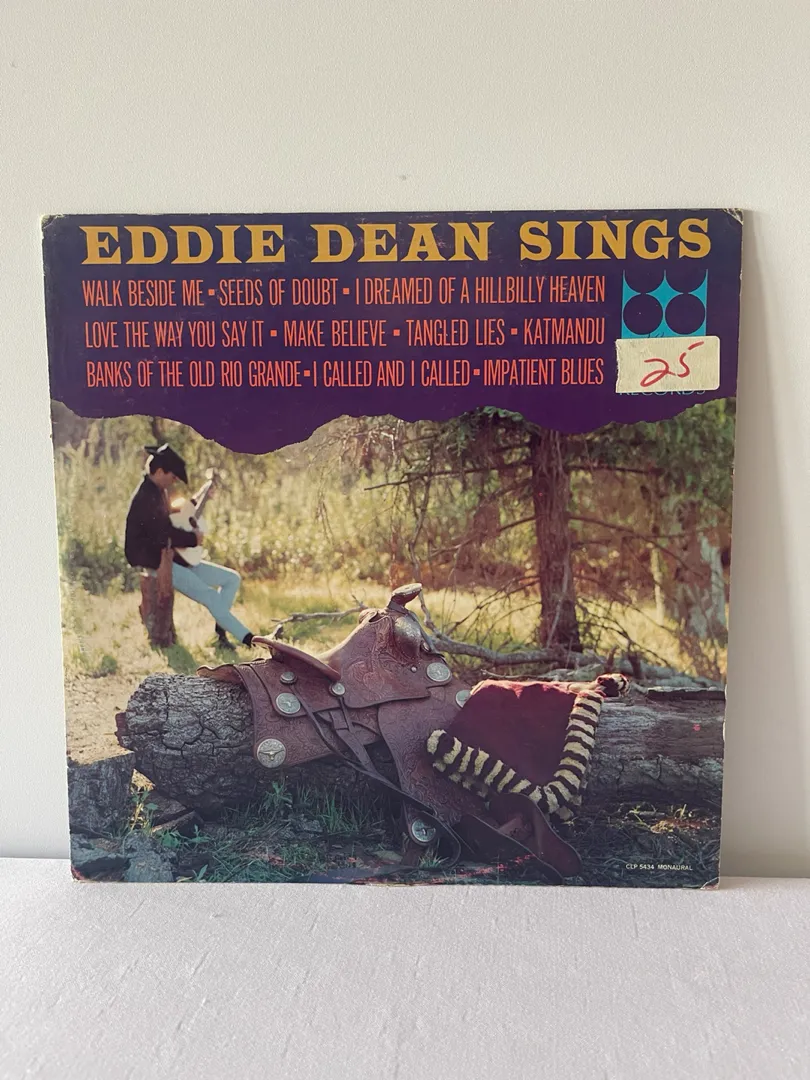 EDDIE DEAN SINGS
WALK BESIDE ME ▪ SEEDS OF DOUBT ▪ I DREAMED OF A HILLBILLY HEAVEN
LOVE THE WAY YOU SAY IT ▪ MAKE BELIEVE ▪ TANGLED LIES ▪ KATMANDU
BANKS OF THE OLD RIO GRANDE ▪ I CALLED AND I CALLED ▪ IMPATIENT BLUES
25
RECORDS
CLP 5434 MONAURAL